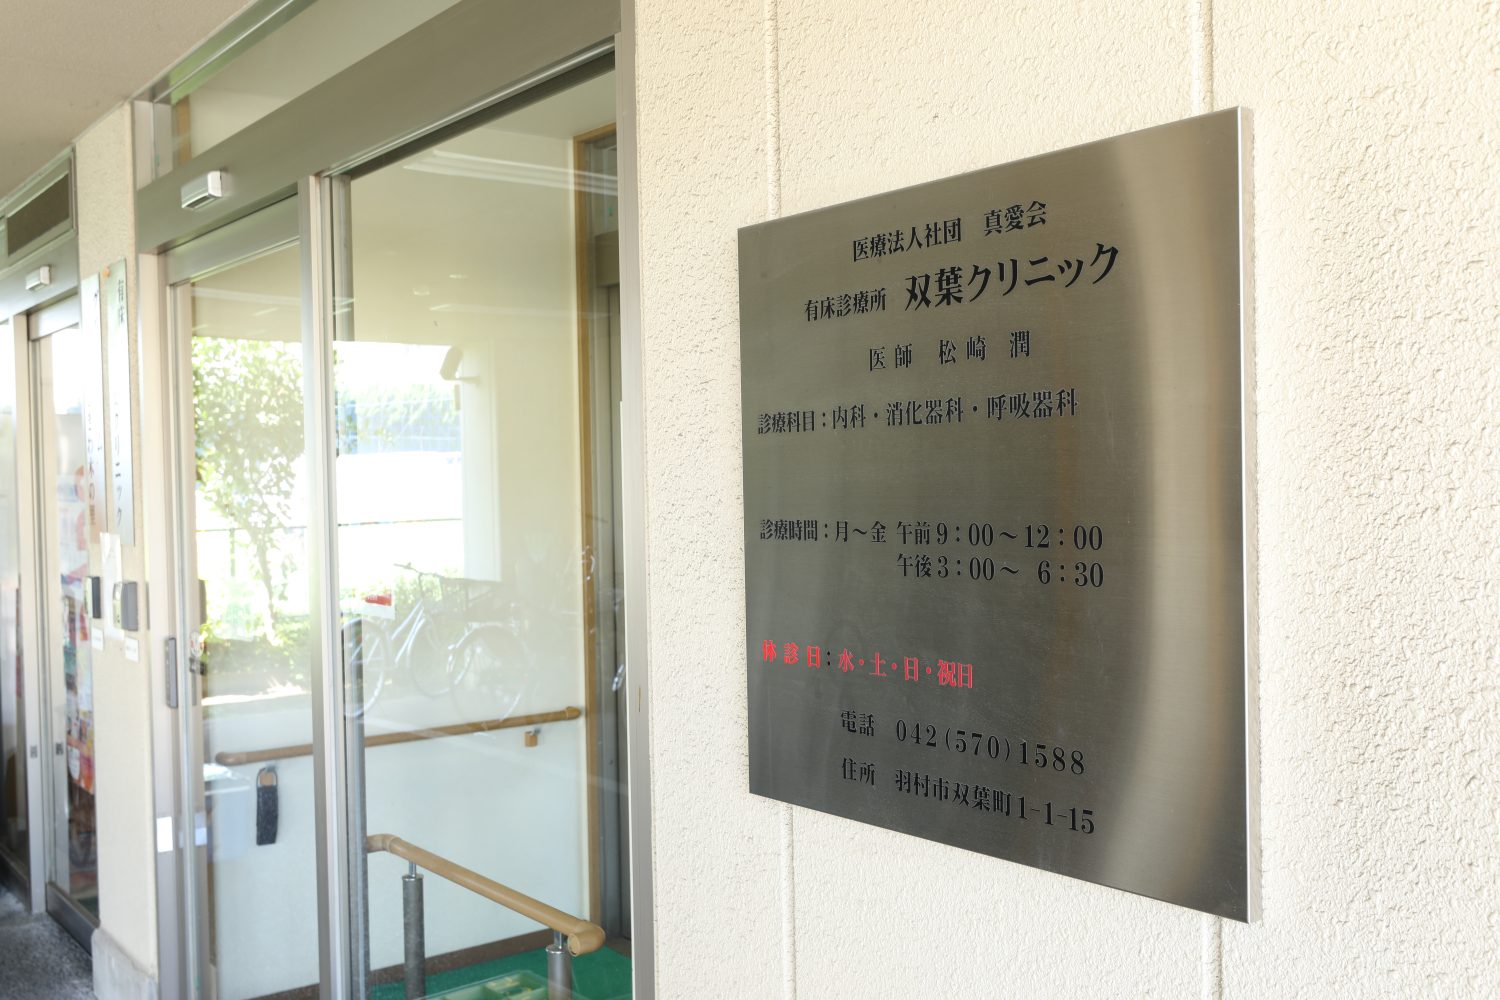 医療法人社団 真愛会
有床診療所 双葉クリニック
医師 松崎 潤
診療科目：内科・消化器科・呼吸器科
診療時間：月～金 午前 9：00～12：00
午後 3：00～ 6：30
休診日：水・土・日・祝日
電話 042(570)1588
住所 羽村市双葉町1-1-15